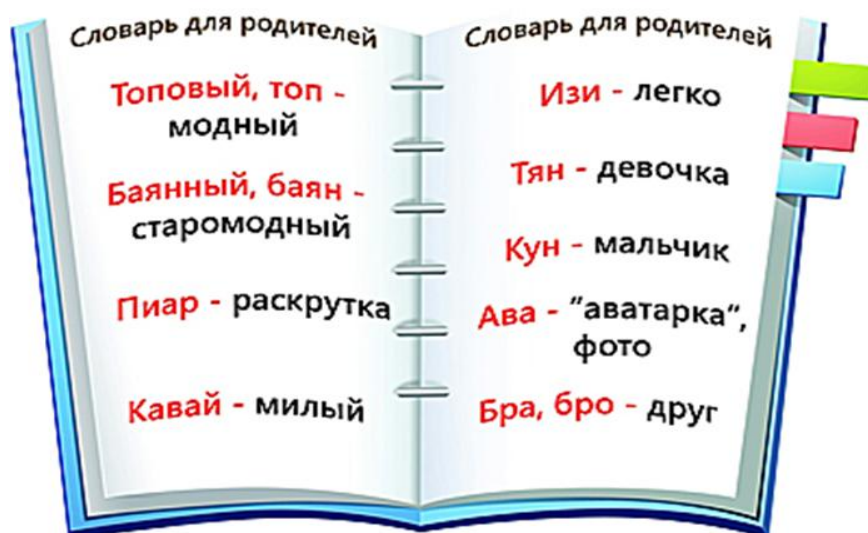 Словарь для родителей
Топовый, топ -
модный
Баянный, баян -
старомодный
Пиар - раскрутка
Кавай - милый
Словарь для родителей
Изи - легко
Тян - девочка
Кун - мальчик
Ава - "аватарка",
фото
Бра, бро - друг